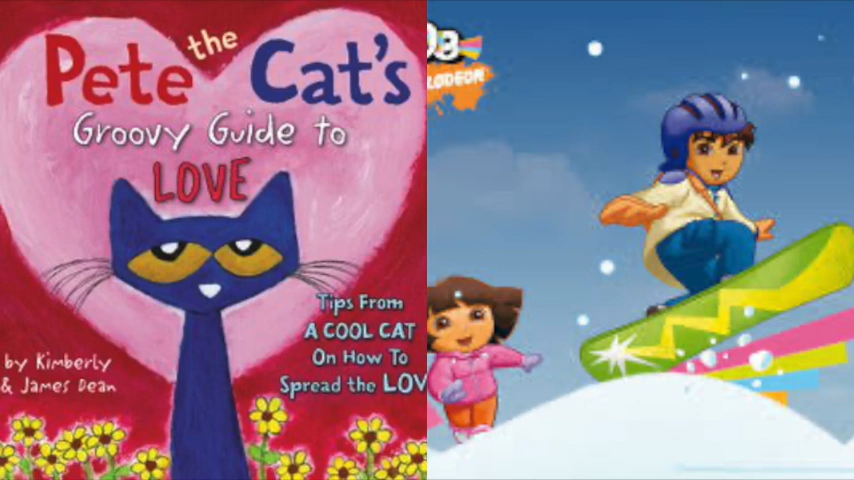 Pete the Cat's
Groovy Guide to
LOVE
Tips From
A COOL CAT
On How To
Spread the LOV
by Kimberly
& James Dean